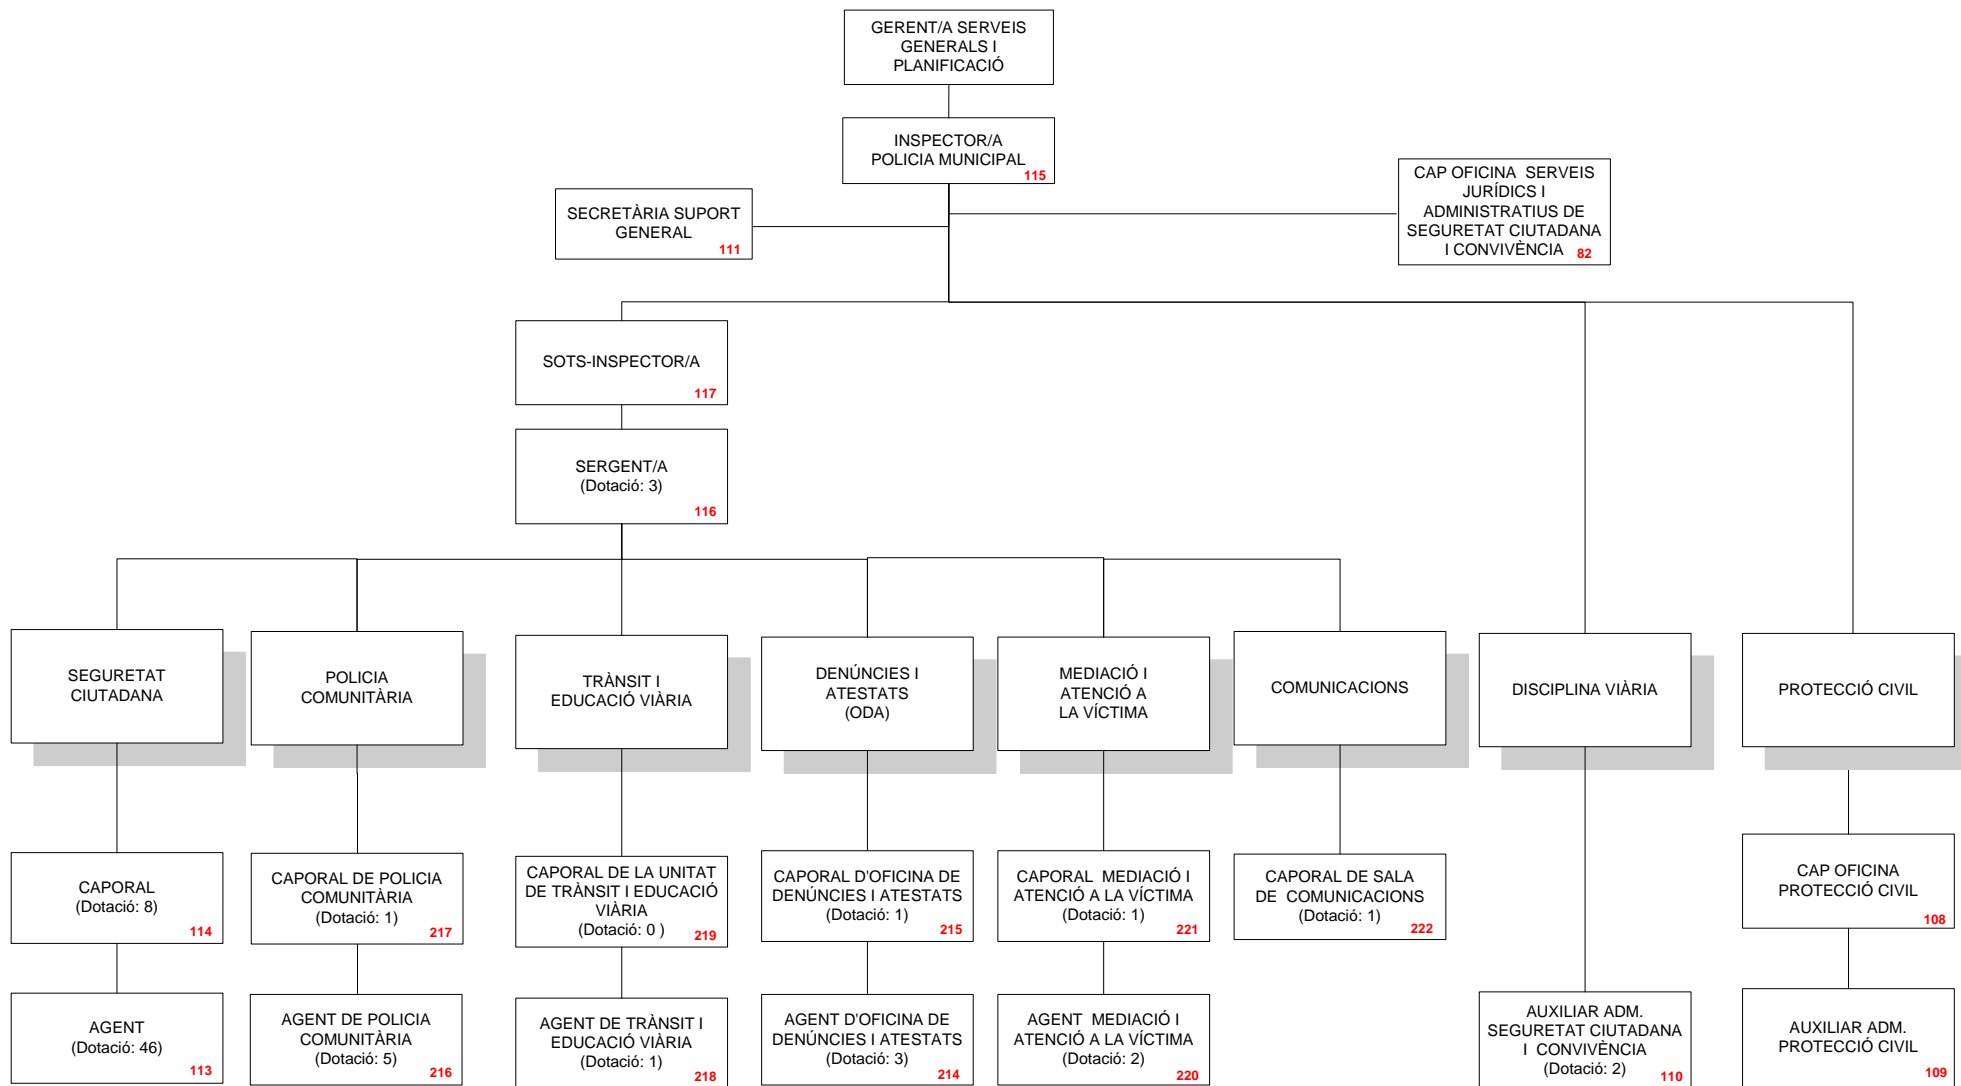 GERENT/A SERVEIS
GENERALS I
PLANIFICACIÓ
INSPECTOR/A
POLICIA MUNICIPAL
115
SECRETÀRIA SUPORT
GENERAL
111
CAP OFICINA  SERVEIS
JURÍDICS I
ADMINISTRATIUS DE
SEGURETAT CIUTADANA
I CONVIVÈNCIA 82
SOTS-INSPECTOR/A
117
SERGENT/A
(Dotació: 3)
116
SEGURETAT
CIUTADANA
POLICIA
COMUNITÀRIA
TRÀNSIT I
EDUCACIÓ VIÀRIA
DENÚNCIES I
ATESTATS
(ODA)
MEDIACIÓ I
ATENCIÓ A
LA VÍCTIMA
COMUNICACIONS
DISCIPLINA VIÀRIA
PROTECCIÓ CIVIL
CAPORAL
(Dotació: 8)
114
CAPORAL DE POLICIA
COMUNITÀRIA
(Dotació: 1)
217
CAPORAL DE LA UNITAT
DE TRÀNSIT I EDUCACIÓ
VIÀRIA
(Dotació: 0 )
219
CAPORAL D'OFICINA DE
DENÚNCIES I ATESTATS
(Dotació: 1)
215
CAPORAL  MEDIACIÓ I
ATENCIÓ A LA VÍCTIMA
(Dotació: 1)
221
CAPORAL DE SALA
DE  COMUNICACIONS
(Dotació: 1)
222
CAP OFICINA
PROTECCIÓ CIVIL
108
AGENT
(Dotació: 46)
113
AGENT DE POLICIA
COMUNITÀRIA
(Dotació: 5)
216
AGENT DE TRÀNSIT I
EDUCACIÓ VIÀRIA
(Dotació: 1)
218
AGENT D'OFICINA DE
DENÚNCIES I ATESTATS
(Dotació: 3)
214
AGENT  MEDIACIÓ I
ATENCIÓ A LA VÍCTIMA
(Dotació: 2)
220
AUXILIAR ADM.
SEGURETAT CIUTADANA
I  CONVIVÈNCIA
(Dotació: 2)
110
AUXILIAR ADM.
PROTECCIÓ CIVIL
109